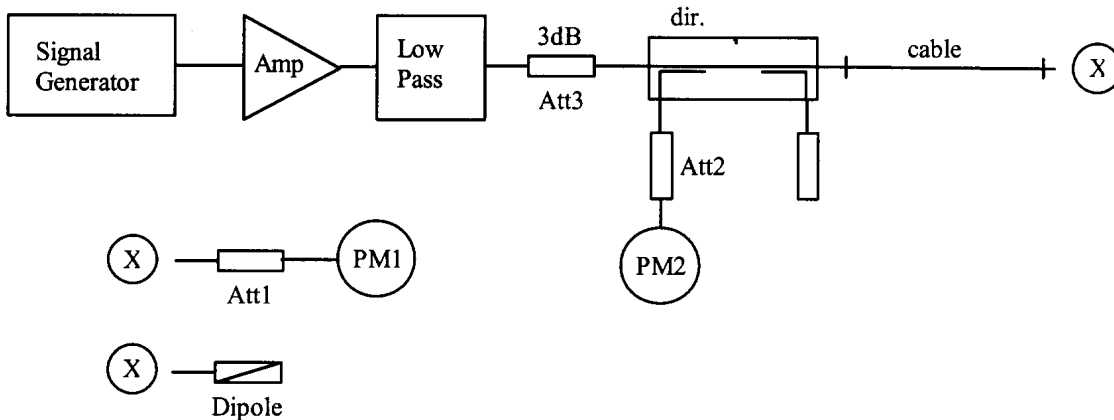 Signal
Generator
Amp
Low
Pass
3dB
Att3
dir.
cable
X
Att2
PM2
X
Att1
PM1
X
Dipole